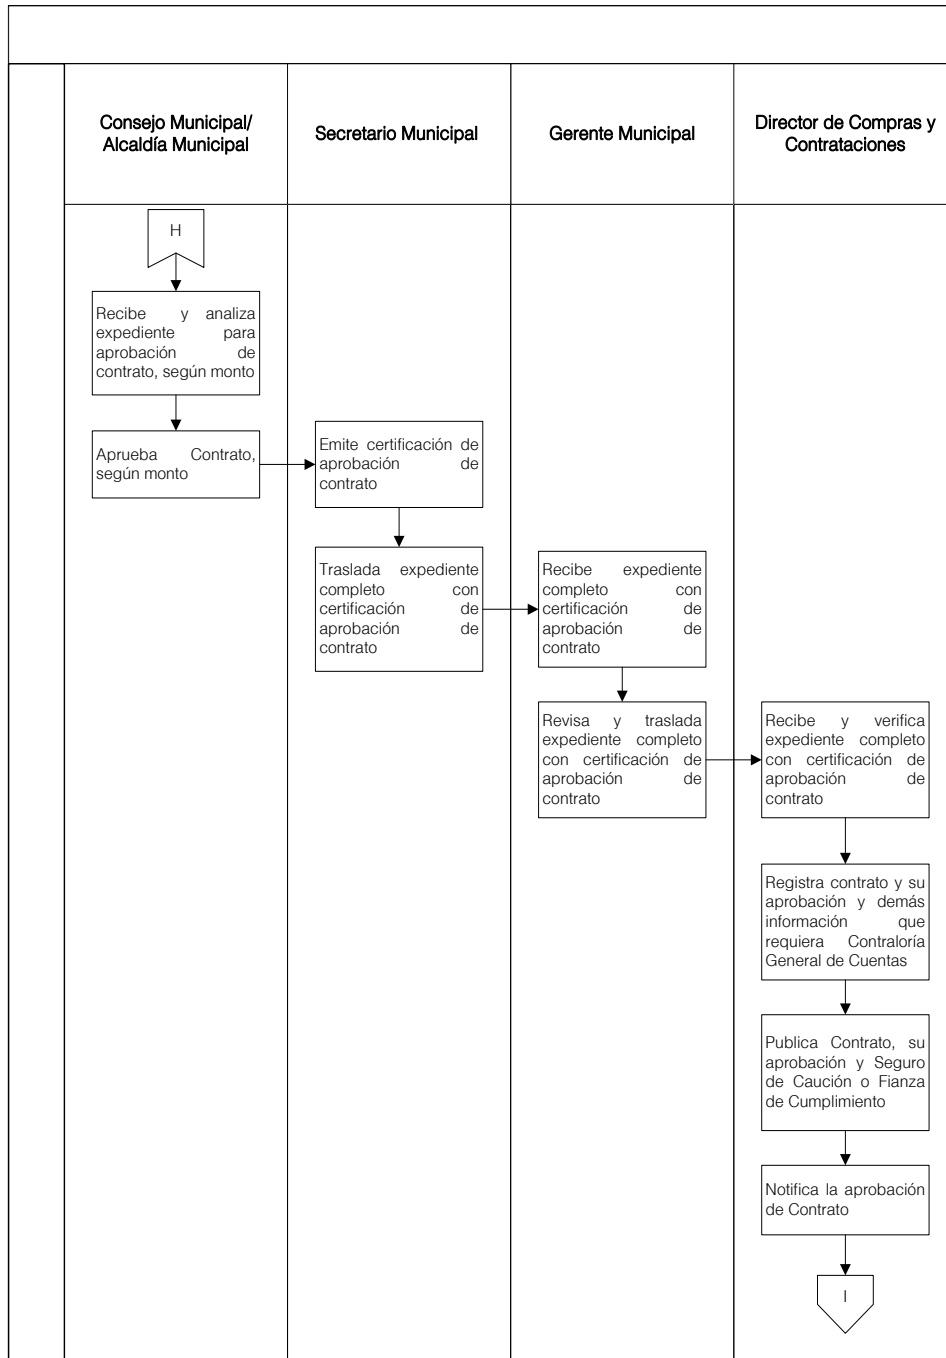 Consejo Municipal/
Alcaldía Municipal
Secretario Municipal
Gerente Municipal
Director de Compras y
Contrataciones
H
Recibe y analiza
expediente para
aprobación de
contrato, según monto
Aprueba Contrato,
según monto
Emite certificación de
aprobación de
contrato
Traslada expediente
completo con
certificación de
aprobación de
contrato
Recibe expediente
completo con
certificación de
aprobación de
contrato
Revisa y traslada
expediente completo
con certificación de
aprobación de
contrato
Recibe y verifica
expediente completo
con certificación de
aprobación de
contrato
Registra contrato y su
aprobación y demás
información que
requiera Contraloría
General de Cuentas
Publica Contrato, su
aprobación y Seguro
de Caución o Fianza
de Cumplimiento
Notifica la aprobación
de Contrato
I